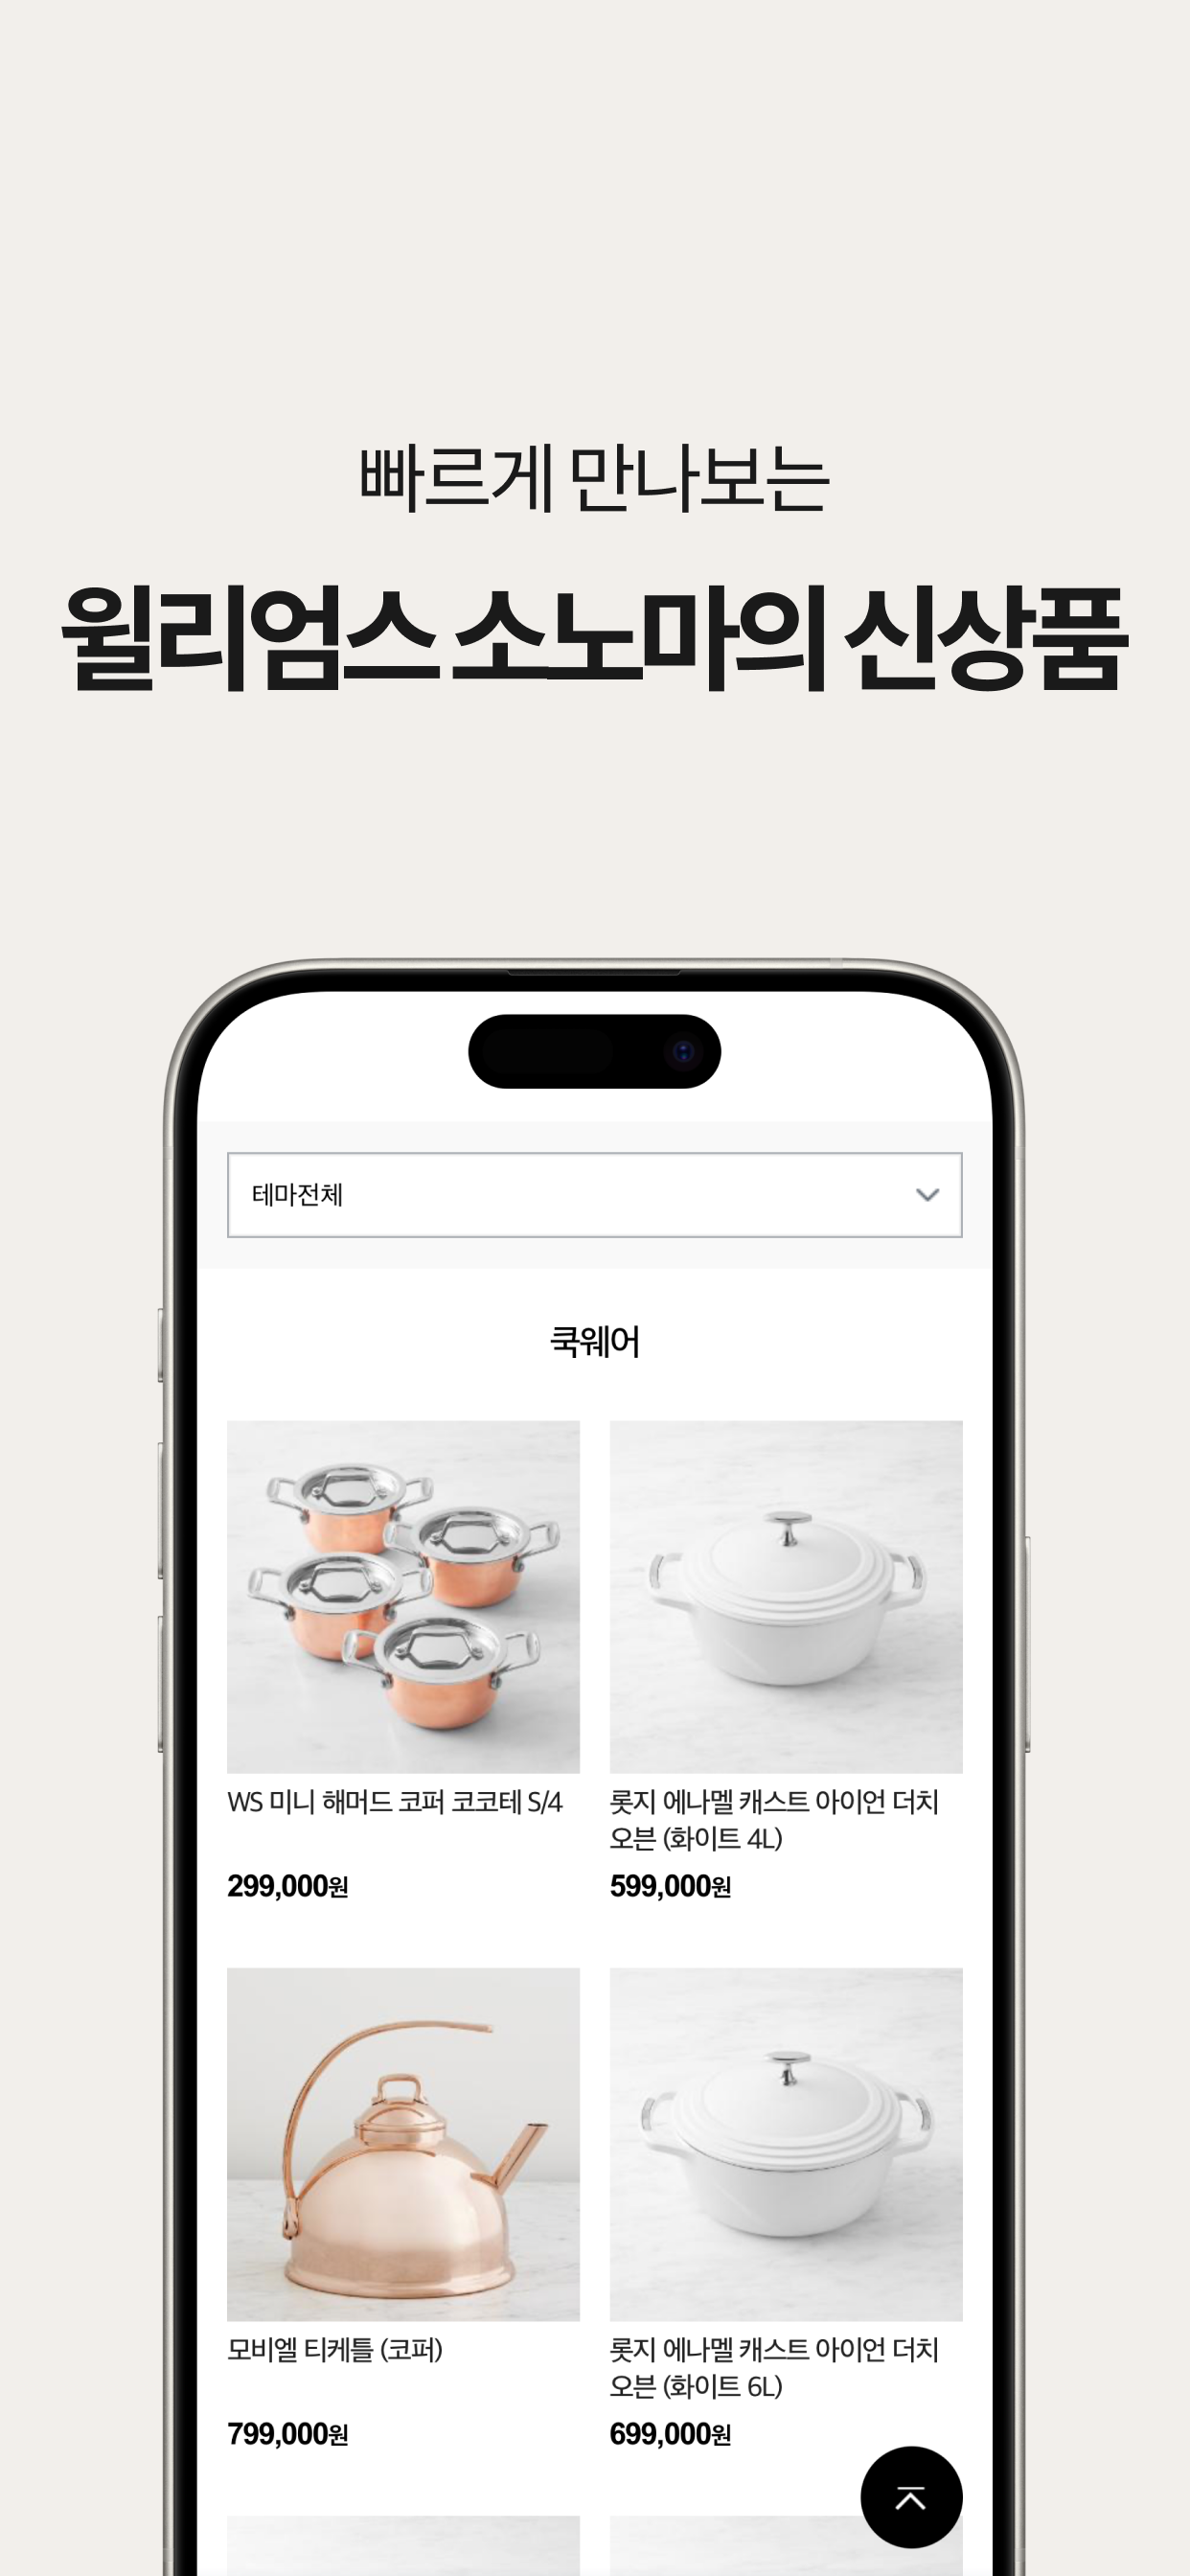 빠르게 만나보는
윌리엄스 소노마의 신상품
테마전체
쿡웨어
WS 미니 해머드 코퍼 코코테 S/4
299,000원
롯지 에나멜 캐스트 아이언 더치
오븐 (화이트 4L)
599,000원
모비엘 티케틀 (코퍼)
799,000원
롯지 에나멜 캐스트 아이언 더치
오븐 (화이트 6L)
699,000원